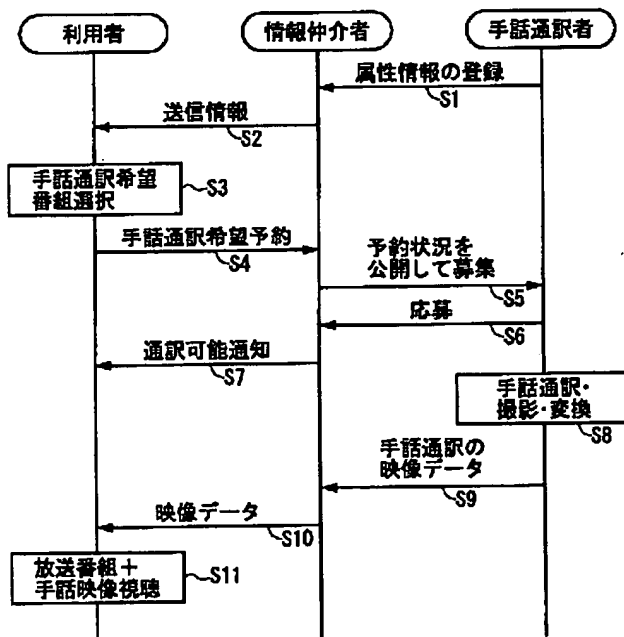 利用者
情報仲介者
手話通訳者
属性情報の登録
S1
送信情報
S2
手話通訳希望
番組選択
S3
手話通訳希望予約
S4
予約状況を
公開して募集
S5
応募
S6
通訳可能通知
S7
手話通訳・
撮影・変換
S8
手話通訳の
映像データ
S9
映像データ
S10
放送番組+
手話映像視聴
S11